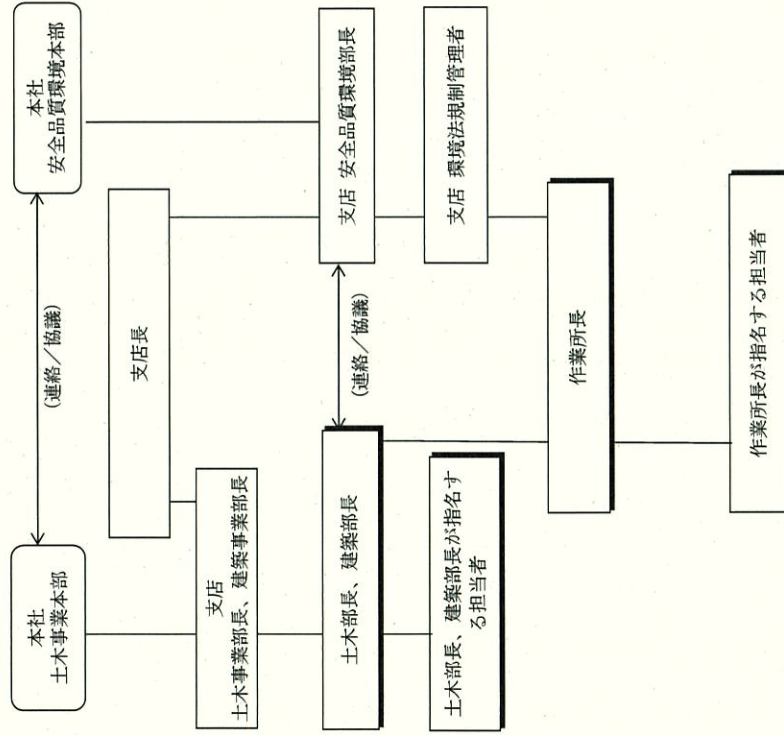 本社
土木事業本部
(連絡／協議)
本社
安全品質環境本部
支店長
支店
土木事業部長、建築事業部長
土木部長、建築部長
(連絡／協議)
支店 安全品質環境部長
土木部長、建築部長が指名す
る担当者
支店 環境法規制管理者
作業所長
作業所長が指名する担当者